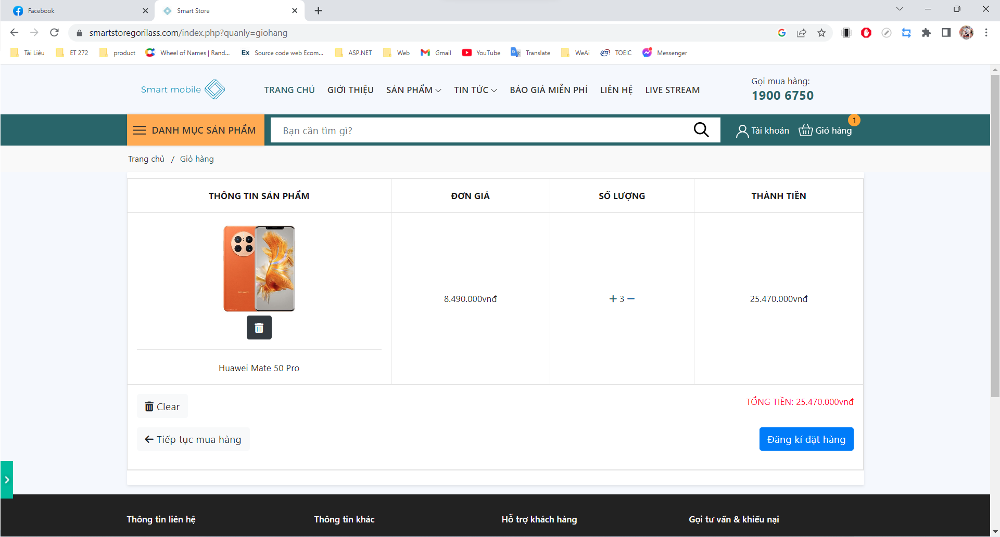 Facebook
Smart Store
smartstoregorilass.com/index.php?quanly=giohang
Tài Liệu
ET 272
product
Wheel of Names | Rand...
Ex Source code web Ecom...
ASP.NET
Web
Gmail
YouTube
Translate
WeAi
TOEIC
Messenger
Smart mobile
TRANG CHỦ
GIỚI THIỆU
SẢN PHẨM
TIN TỨC
BÁO GIÁ MIỄN PHÍ
LIÊN HỆ
LIVE STREAM
Gọi mua hàng:
1900 6750
DANH MỤC SẢN PHẨM
Bạn cần tìm gì?
Tài khoản
Giỏ hàng
1
Trang chủ / Giỏ hàng
THÔNG TIN SẢN PHẨM
ĐƠN GIÁ
SỐ LƯỢNG
THÀNH TIỀN
HUAWEI
8.490.000vnđ
+ 3 −
25.470.000vnđ
Huawei Mate 50 Pro
Clear
TỔNG TIỀN: 25.470.000vnđ
Tiếp tục mua hàng
Đăng kí đặt hàng
Thông tin liên hệ
Thông tin khác
Hỗ trợ khách hàng
Gọi tư vấn & khiếu nại